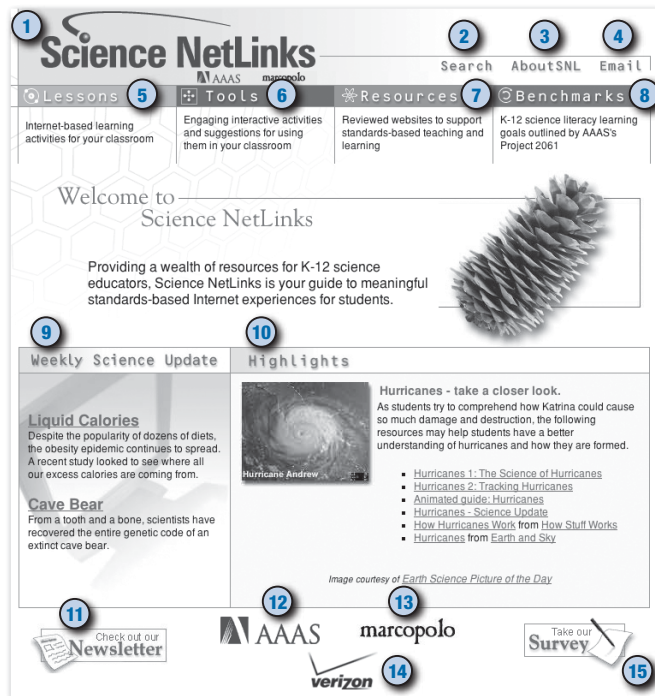 1
Science NetLinks
AAAS marcopolo
2 3 4
Search AboutSNL Email
Lessons 5 Tools 6 Resources 7 Benchmarks 8
Internet-based learning
activities for your classroom
Engaging interactive activities
and suggestions for using
them in your classroom
Reviewed websites to support
standards-based teaching and
learning
K-12 science literacy learning
goals outlined by AAAS's
Project 2061
Welcome to
Science NetLinks
Providing a wealth of resources for K-12 science
educators, Science NetLinks is your guide to meaningful
standards-based Internet experiences for students.
9
Weekly Science Update
Liquid Calories
Despite the popularity of dozens of diets,
the obesity epidemic continues to spread.
A recent study looked to see where all
our excess calories are coming from.
Cave Bear
From a tooth and a bone, scientists have
recovered the entire genetic code of an
extinct cave bear.
10
Highlights
Hurricane Andrew
Hurricanes - take a closer look.
As students try to comprehend how Katrina could cause
so much damage and destruction, the following
resources may help students have a better
understanding of hurricanes and how they are formed.
Hurricanes 1: The Science of Hurricanes
Hurricanes 2: Tracking Hurricanes
Animated guide: Hurricanes
Hurricanes - Science Update
How Hurricanes Work from How Stuff Works
Hurricanes from Earth and Sky
Image courtesy of Earth Science Picture of the Day
11
Check out our
Newsletter
12
AAAS
13
marcopolo
14
verizon
Take our
Survey
15